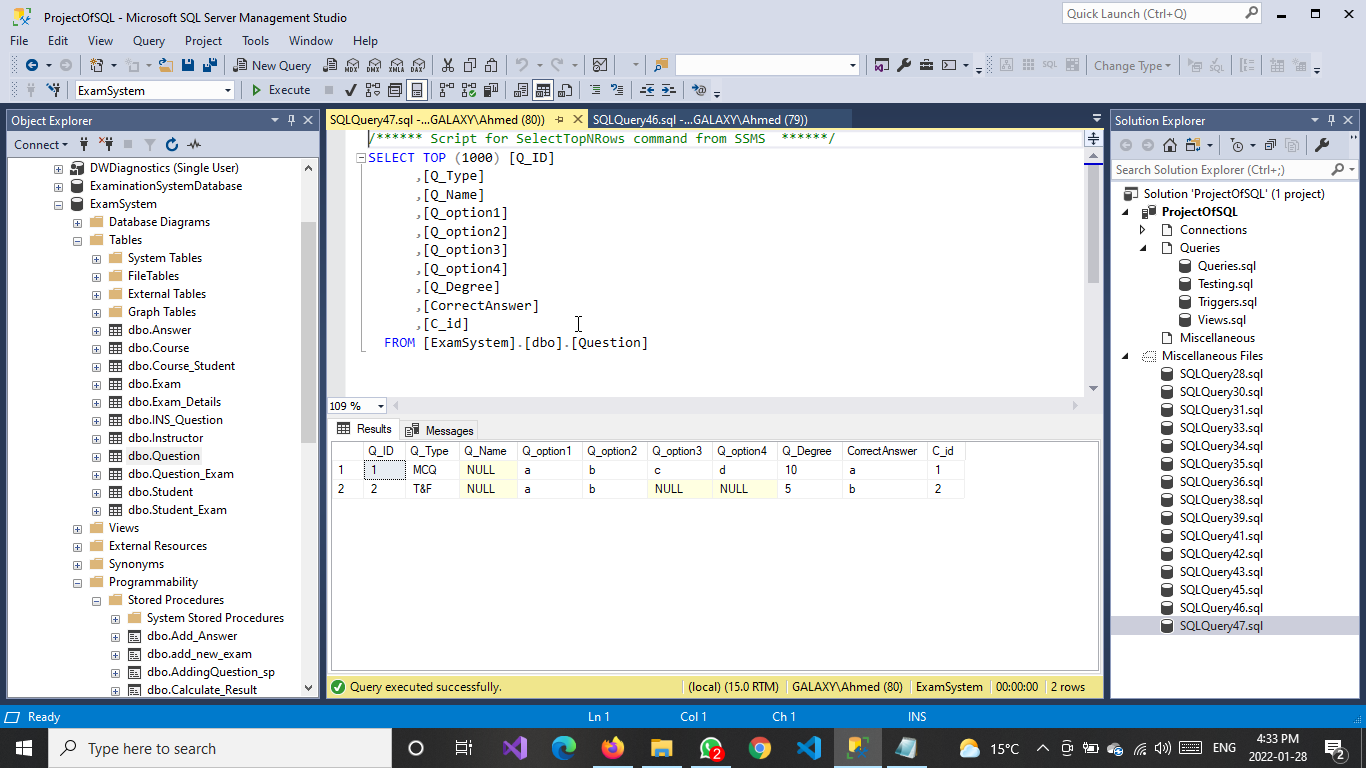 ProjectOfSQL - Microsoft SQL Server Management Studio
Quick Launch (Ctrl+Q)
File Edit View Query Project Tools Window Help
New Query
MDX DMX XMLA DAX
Change Type
ExamSystem
Execute
Object Explorer
Connect
DWDiagnostics (Single User)
ExaminationSystemDatabase
ExamSystem
Database Diagrams
Tables
System Tables
FileTables
External Tables
Graph Tables
dbo.Answer
dbo.Course
dbo.Course_Student
dbo.Exam
dbo.Exam_Details
dbo.INS_Question
dbo.Instructor
dbo.Question
dbo.Question_Exam
dbo.Student
dbo.Student_Exam
Views
External Resources
Synonyms
Programmability
Stored Procedures
System Stored Procedures
dbo.Add_Answer
dbo.add_new_exam
dbo.AddingQuestion_sp
dbo.Calculate_Result
SQLQuery47.sql -...GALAXY\Ahmed (80))
SQLQuery46.sql -...GALAXY\Ahmed (79))
/****** Script for SelectTopNRows command from SSMS  ******/
SELECT TOP (1000) [Q_ID]
,[Q_Type]
,[Q_Name]
,[Q_option1]
,[Q_option2]
,[Q_option3]
,[Q_option4]
,[Q_Degree]
,[CorrectAnswer]
,[C_id]
FROM [ExamSystem].[dbo].[Question]
109 %
Results Messages
Q_ID Q_Type Q_Name Q_option1 Q_option2 Q_option3 Q_option4 Q_Degree CorrectAnswer C_id
1 1 MCQ NULL a b c d 10 a 1
2 2 T&F NULL a b NULL NULL 5 b 2
Query executed successfully. (local) (15.0 RTM) GALAXY\Ahmed (80) ExamSystem 00:00:00 2 rows
Solution Explorer
Search Solution Explorer (Ctrl+;)
Solution 'ProjectOfSQL' (1 project)
ProjectOfSQL
Connections
Queries
Queries.sql
Testing.sql
Triggers.sql
Views.sql
Miscellaneous
Miscellaneous Files
SQLQuery28.sql
SQLQuery30.sql
SQLQuery31.sql
SQLQuery33.sql
SQLQuery34.sql
SQLQuery35.sql
SQLQuery36.sql
SQLQuery38.sql
SQLQuery39.sql
SQLQuery41.sql
SQLQuery42.sql
SQLQuery43.sql
SQLQuery45.sql
SQLQuery46.sql
SQLQuery47.sql
Ready Ln 1 Col 1 Ch 1 INS
Type here to search
2
15°C
ENG
4:33 PM
2022-01-28
2